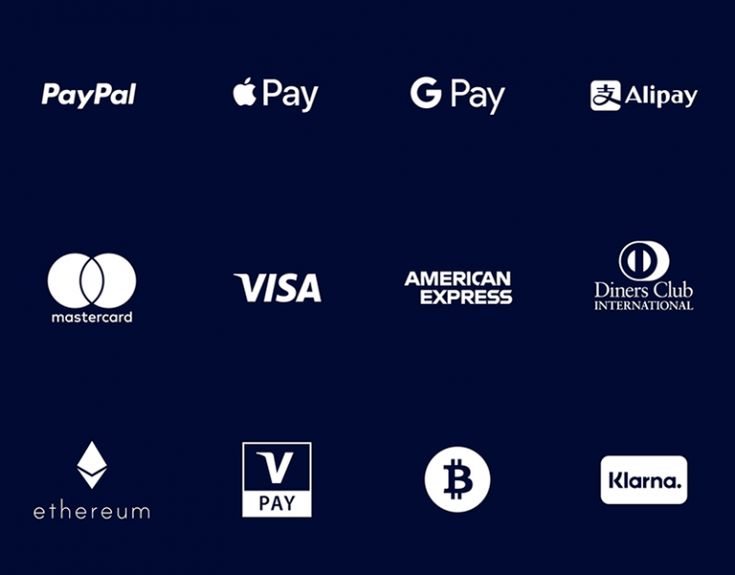 PayPal
Pay
G Pay
支 Alipay
mastercard
VISA
AMERICAN
EXPRESS
Diners Club
INTERNATIONAL
ethereum
V
PAY
₿
Klarna.